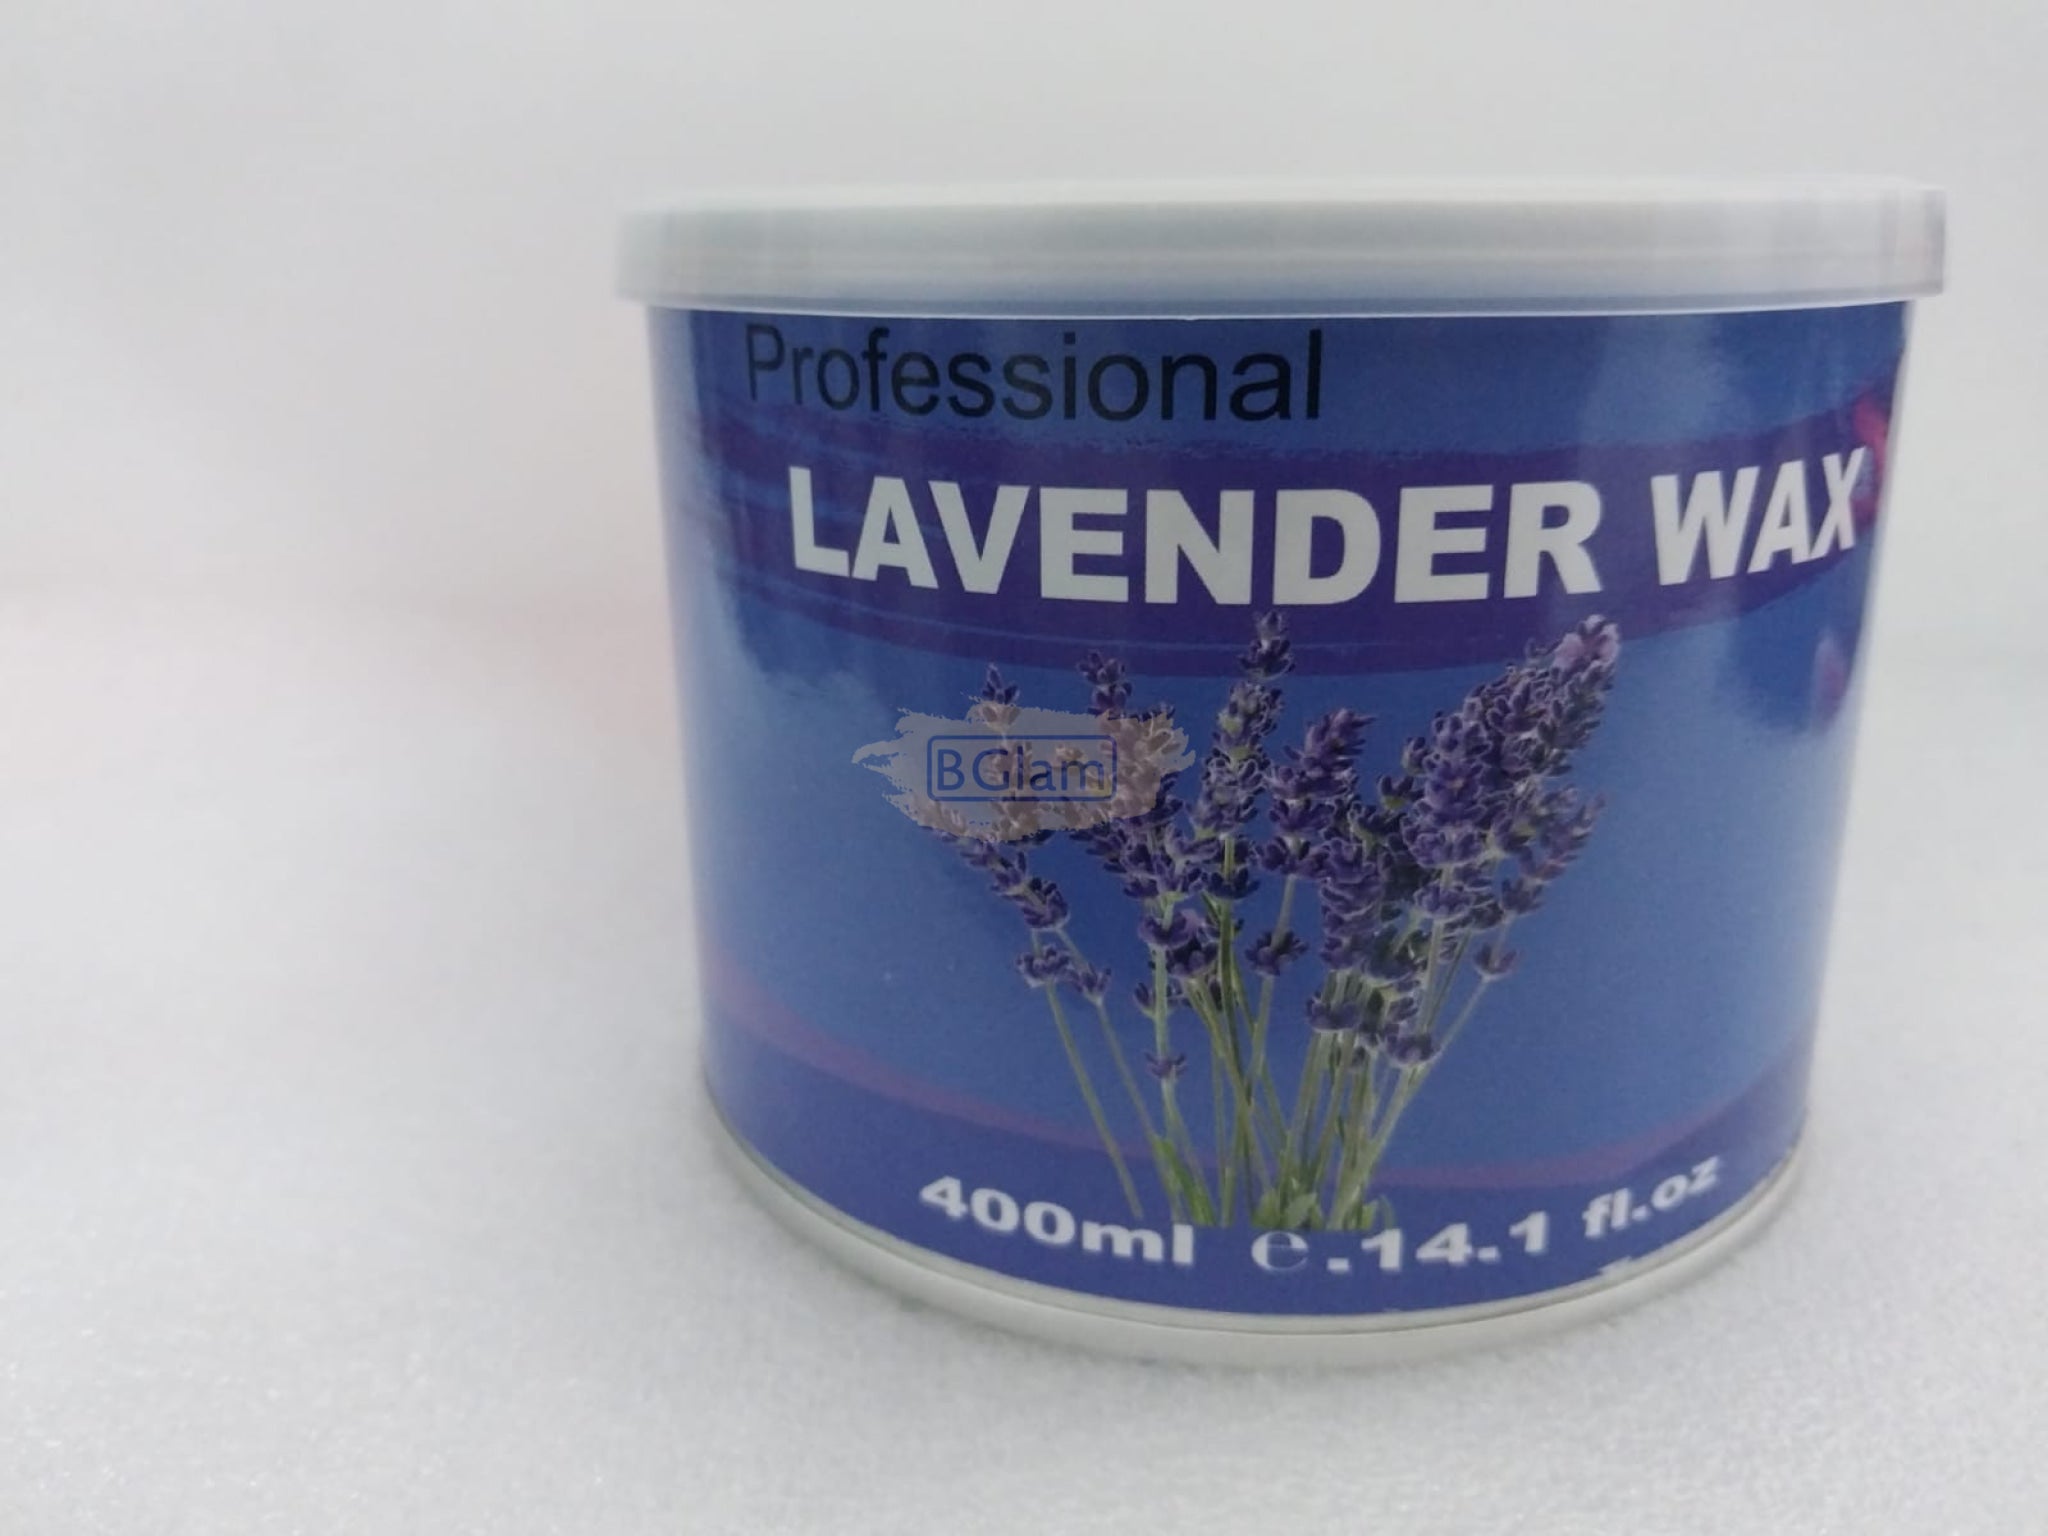 Professional
LAVENDER WAX
BGlam
400ml ℮.14.1 fl.oz